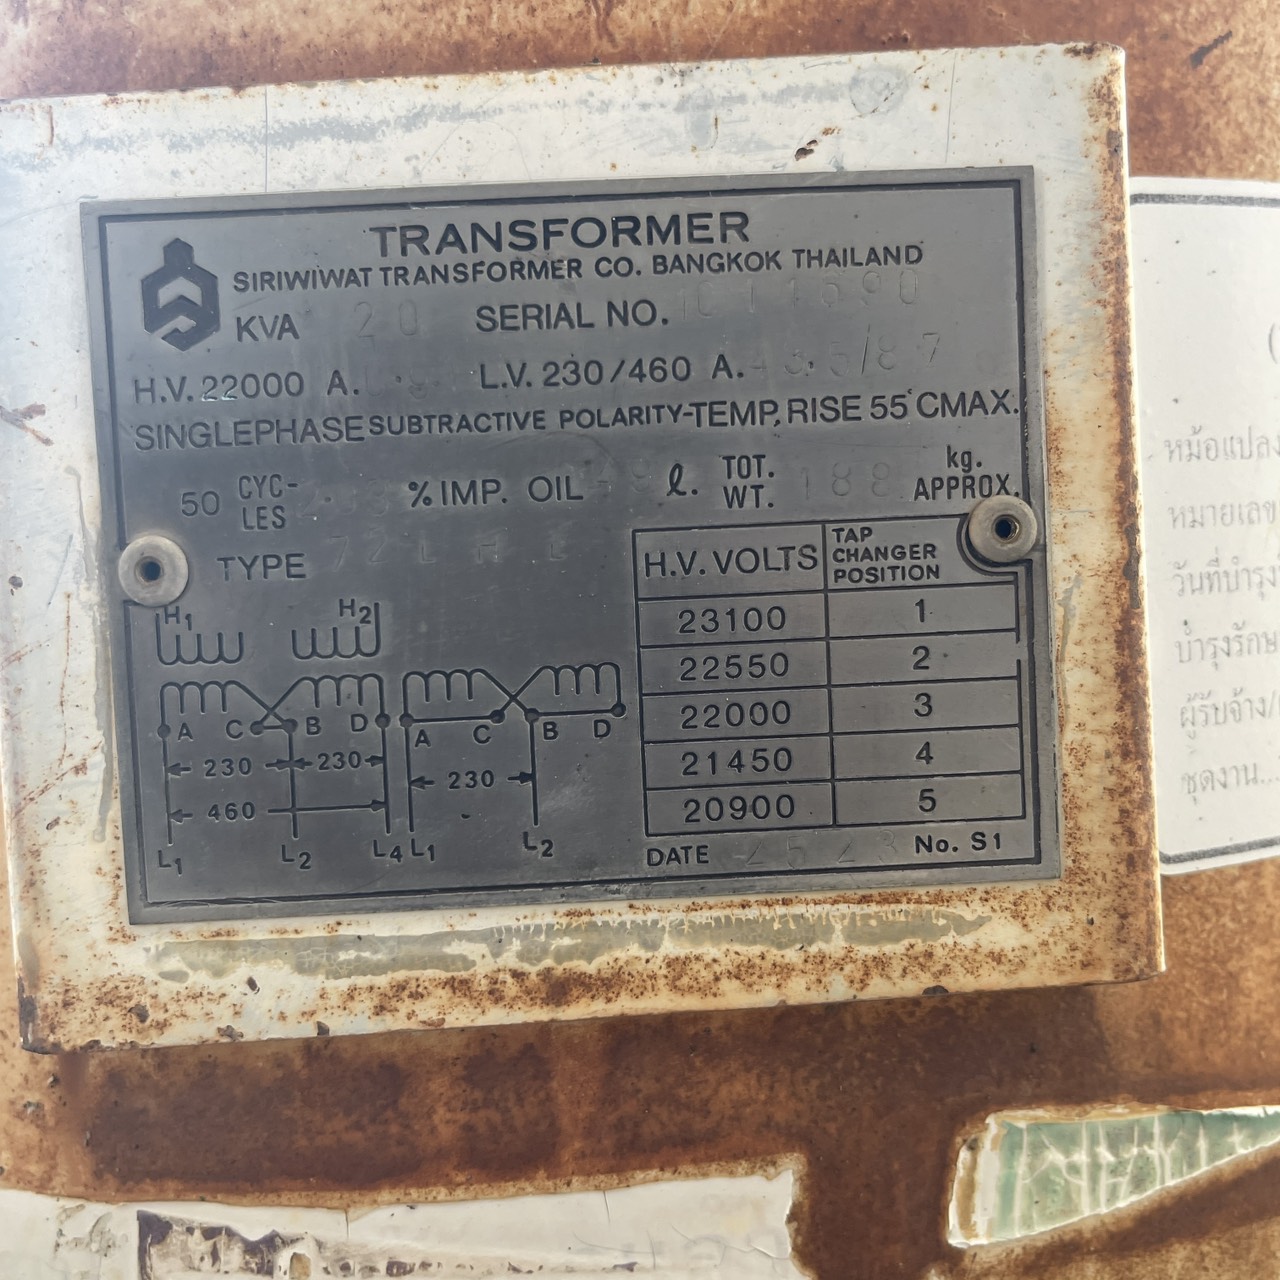 TRANSFORMER
SIRIWIWAT TRANSFORMER CO. BANGKOK THAILAND
KVA 20 SERIAL NO.
H.V. 22000 A. L.V. 230/460 A.
SINGLEPHASE SUBTRACTIVE POLARITY-TEMP, RISE 55°C MAX.
50 CYC-LES % IMP. OIL ℓ. TOT. WT. 188 kg. APPROX.
TYPE
H.V. VOLTS TAP CHANGER POSITION
23100 1
22550 2
22000 3
21450 4
20900 5
H1 H2
A C B D A C B D
230 230 230
460
L1 L2 L4 L1 L2
DATE 2523 No. S1
หม้อแปลง
หมายเลข
วันที่บำรุง
บำรุงรักษ
ผู้รับจ้าง/
ชุดงาน...